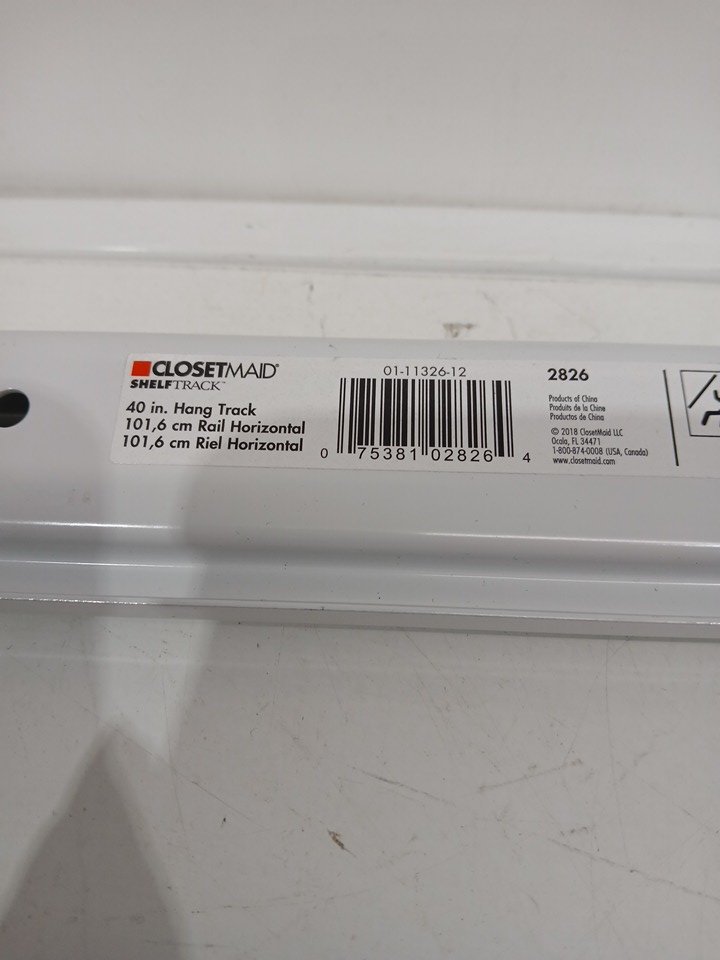 CLOSETMAID®
SHELFTRACK™
40 in. Hang Track
101,6 cm Rail Horizontal
101,6 cm Riel Horizontal
01-11326-12
0 75381 02826 4
2826
Products of China
Produits de la Chine
Productos de China
© 2018 ClosetMaid LLC
Ocala, FL 34471
1-800-874-0008 (USA, Canada)
www.closetmaid.com